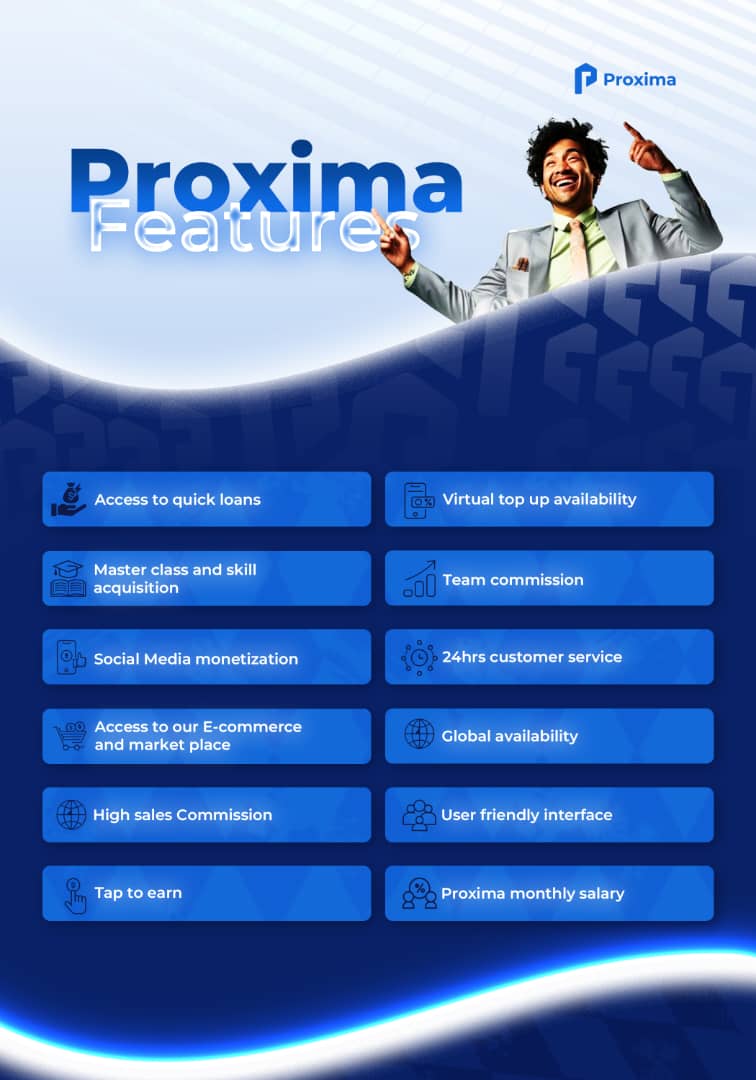 Proxima
Proxima
Features
Access to quick loans
Virtual top up availability
Master class and skill
acquisition
Team commission
Social Media monetization
24hrs customer service
Access to our E-commerce
and market place
Global availability
High sales Commission
User friendly interface
Tap to earn
Proxima monthly salary